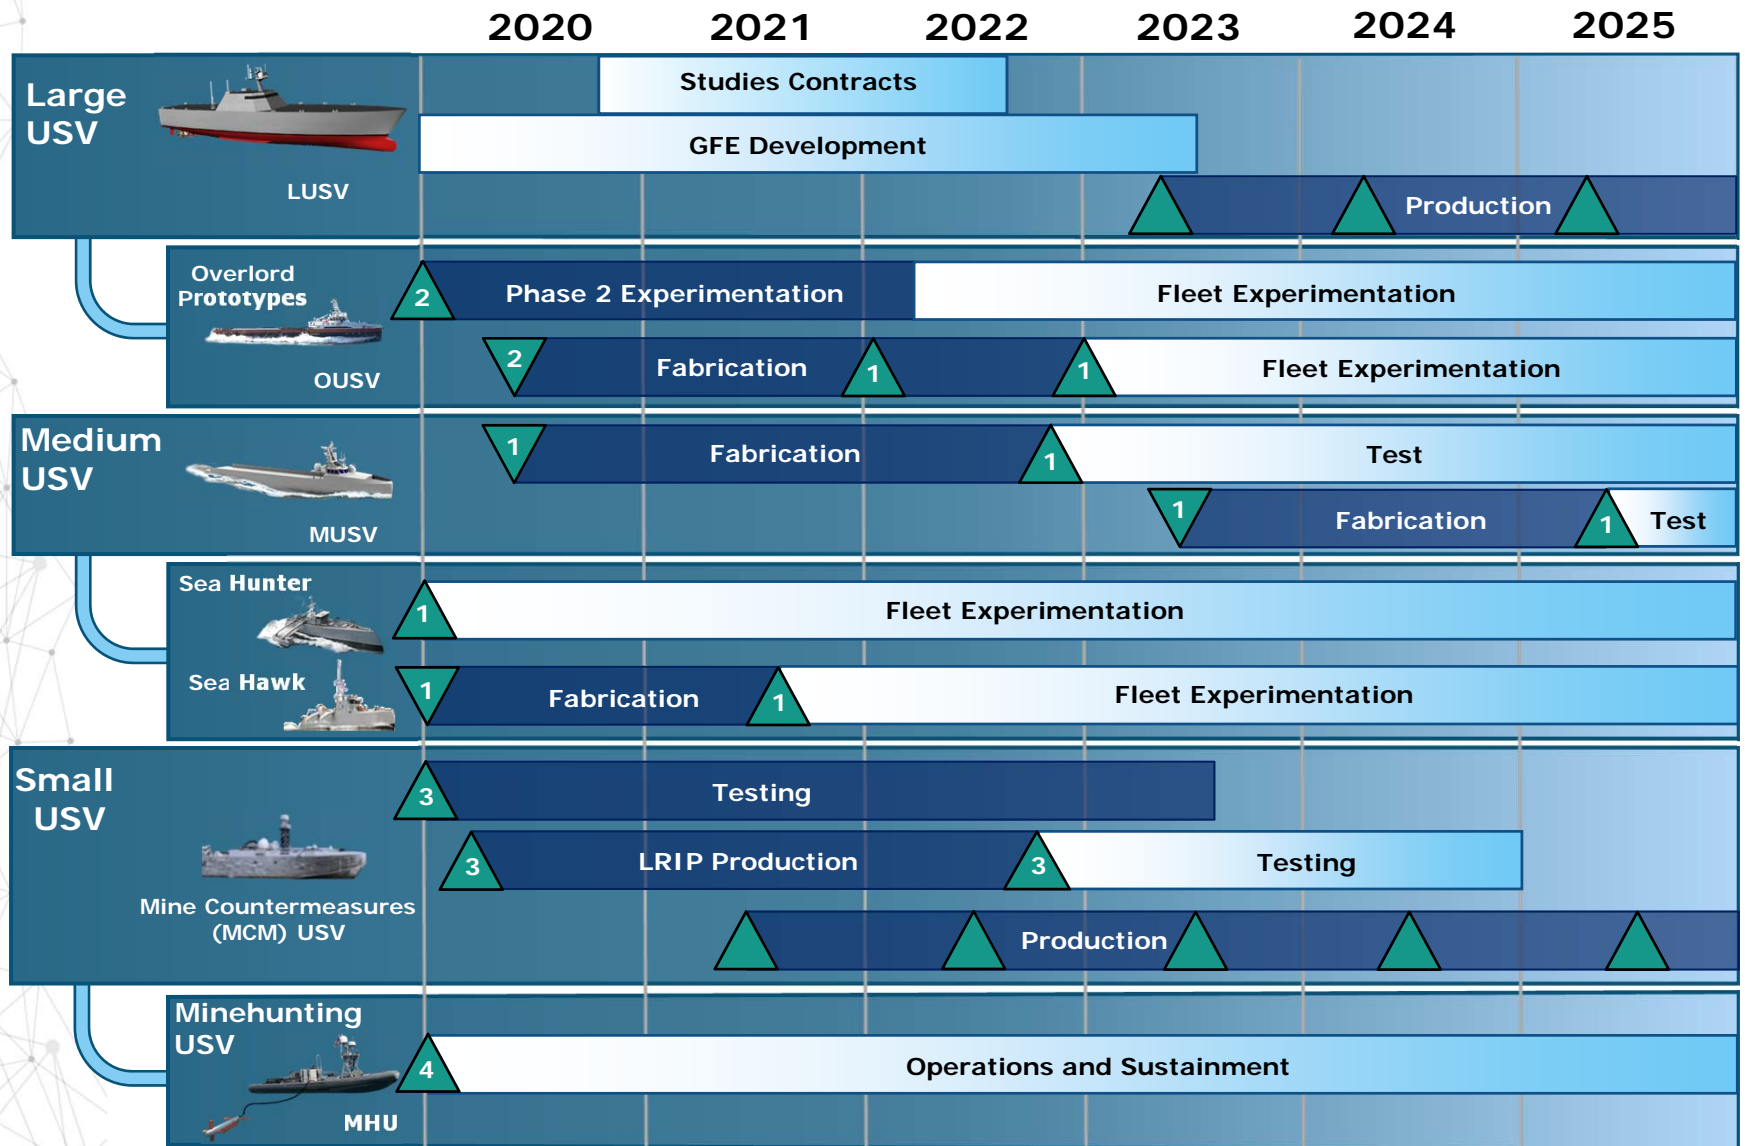 2020 2021 2022 2023 2024 2025
Large
USV
LUSV
Studies Contracts
GFE Development
Production
Overlord
Prototypes
OUSV
2 Phase 2 Experimentation Fleet Experimentation
2 Fabrication 1 1 Fleet Experimentation
Medium
USV
MUSV
1 Fabrication 1 Test
1 Fabrication 1 Test
Sea Hunter
1 Fleet Experimentation
Sea Hawk
1 Fabrication 1 Fleet Experimentation
Small
USV
Mine Countermeasures
(MCM) USV
3 Testing
3 LRIP Production 3 Testing
Production
Minehunting
USV
MHU
4 Operations and Sustainment